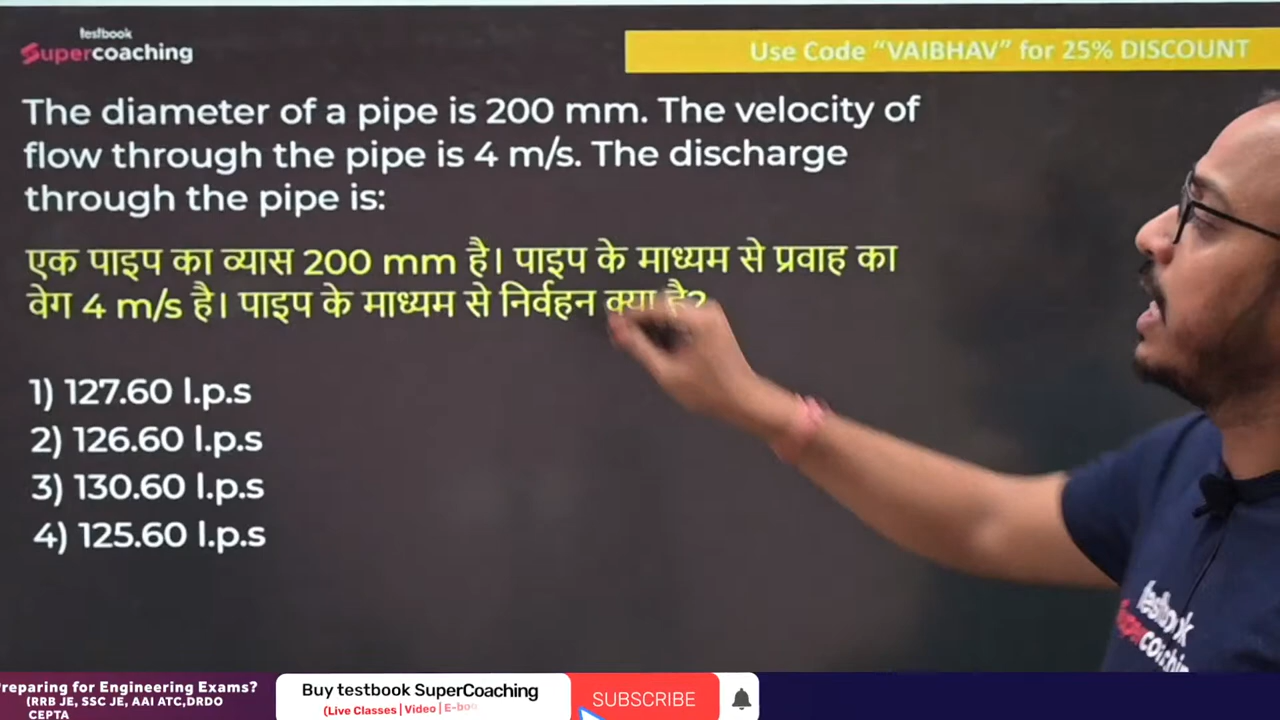 testbook
Supercoaching
Use Code “VAIBHAV” for 25% DISCOUNT
The diameter of a pipe is 200 mm. The velocity of
flow through the pipe is 4 m/s. The discharge
through the pipe is:
एक पाइप का व्यास 200 mm है। पाइप के माध्यम से प्रवाह का
वेग 4 m/s है। पाइप के माध्यम से निर्वहन क्या है?
1) 127.60 l.p.s
2) 126.60 l.p.s
3) 130.60 l.p.s
4) 125.60 l.p.s
testbook
Preparing for Engineering Exams?
(RRB JE, SSC JE, AAI ATC,DRDO
CEPTA
Buy testbook SuperCoaching
(Live Classes | Video |
SUBSCRIBE